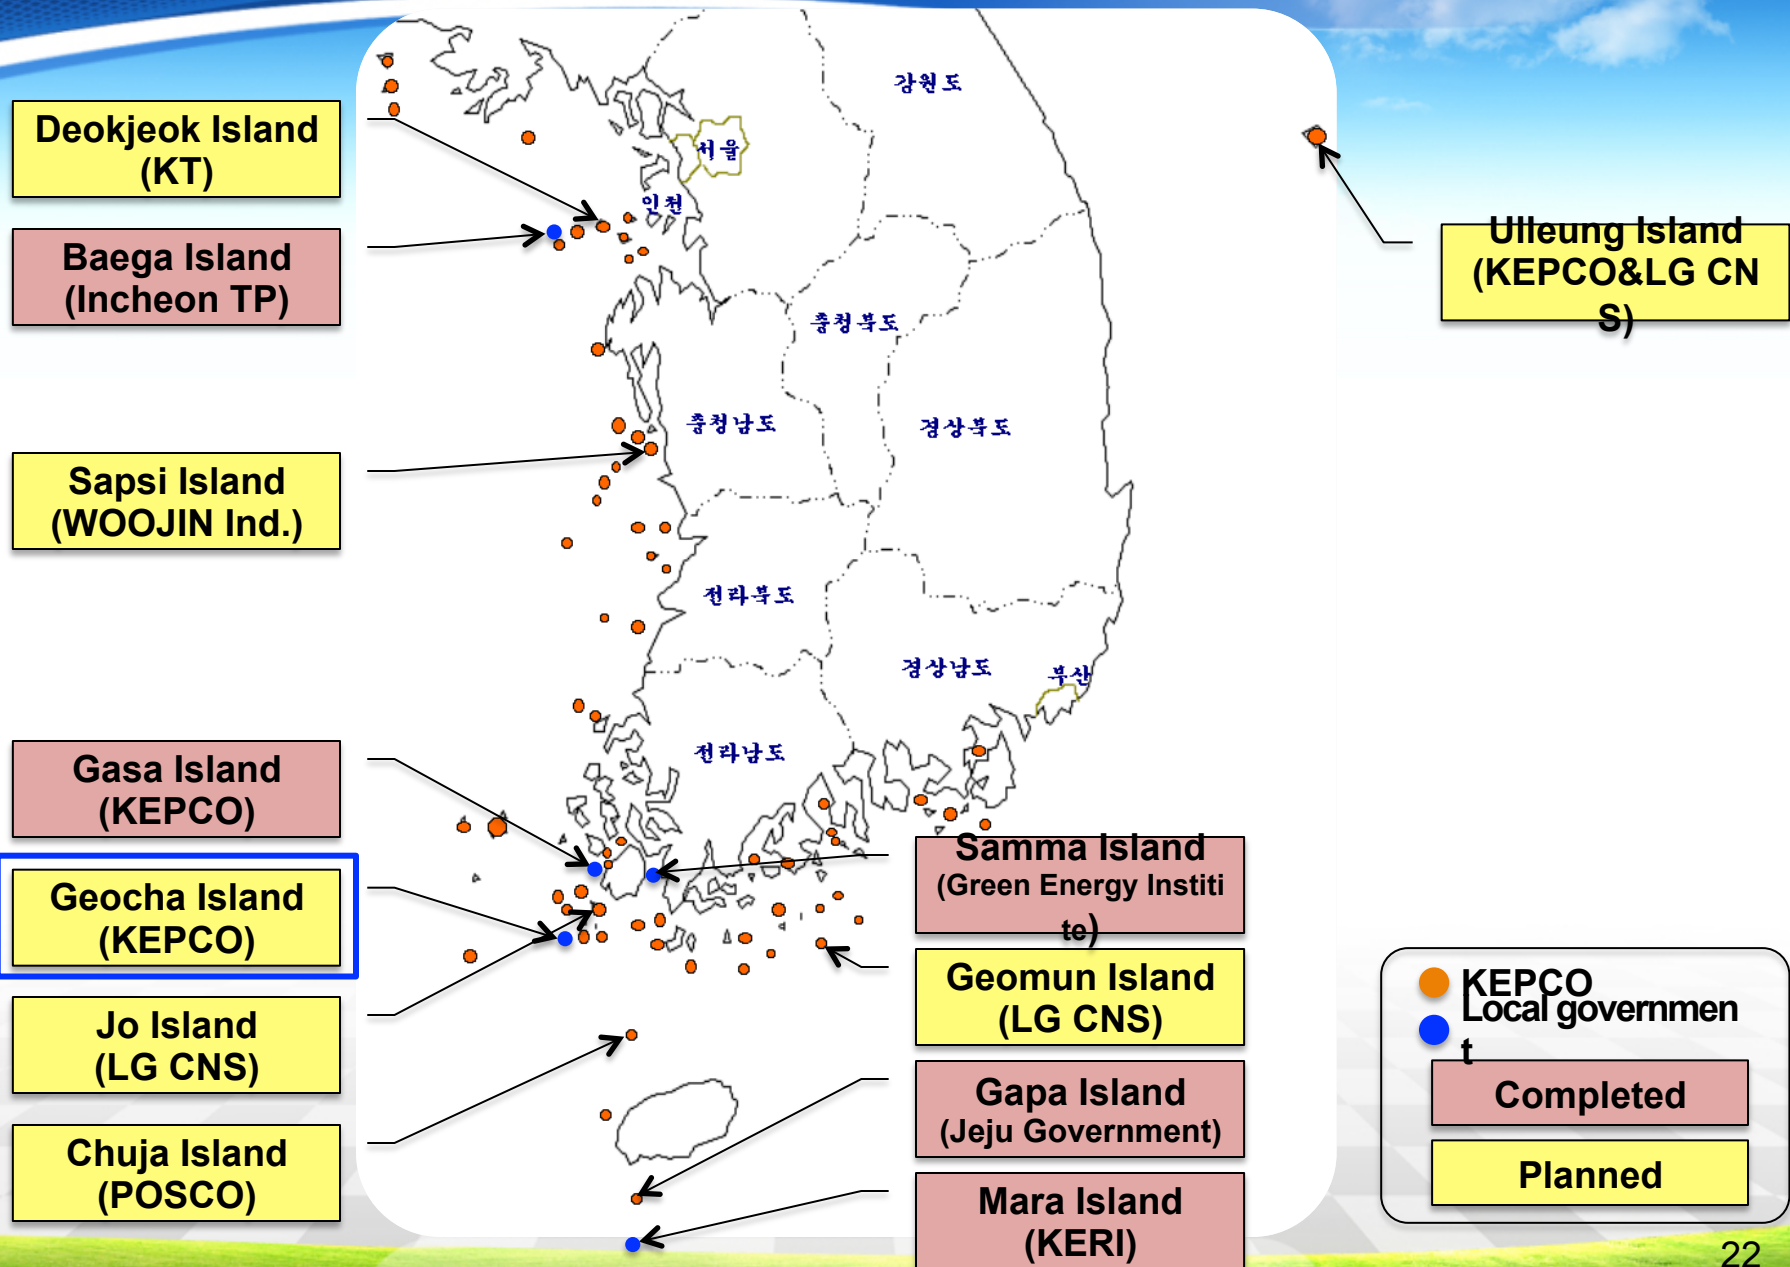 Deokjeok Island
(KT)
Baega Island
(Incheon TP)
Sapsi Island
(WOOJIN Ind.)
Gasa Island
(KEPCO)
Geocha Island
(KEPCO)
Jo Island
(LG CNS)
Chuja Island
(POSCO)
강원도
서울
인천
충청북도
충청남도
경상북도
전라북도
경상남도
부산
전라남도
Ulleung Island
(KEPCO&LG CN
S)
Samma Island
(Green Energy Institi
te)
Geomun Island
(LG CNS)
Gapa Island
(Jeju Government)
Mara Island
(KERI)
KEPCO
Local governmen
t
Completed
Planned
22